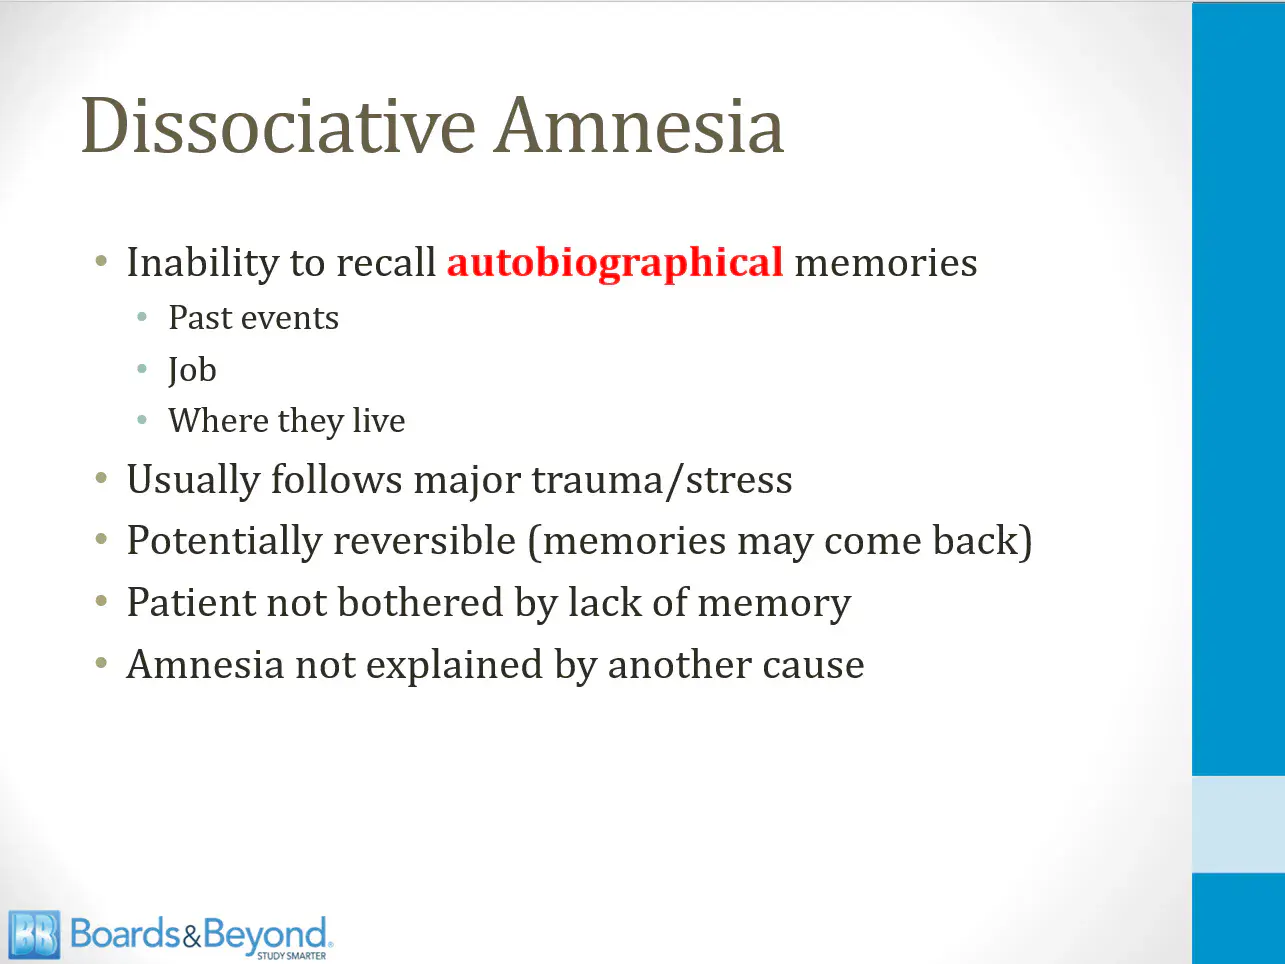 Dissociative Amnesia
• Inability to recall autobiographical memories
• Past events
• Job
• Where they live
• Usually follows major trauma/stress
• Potentially reversible (memories may come back)
• Patient not bothered by lack of memory
• Amnesia not explained by another cause
BB Boards&Beyond®
STUDY SMARTER